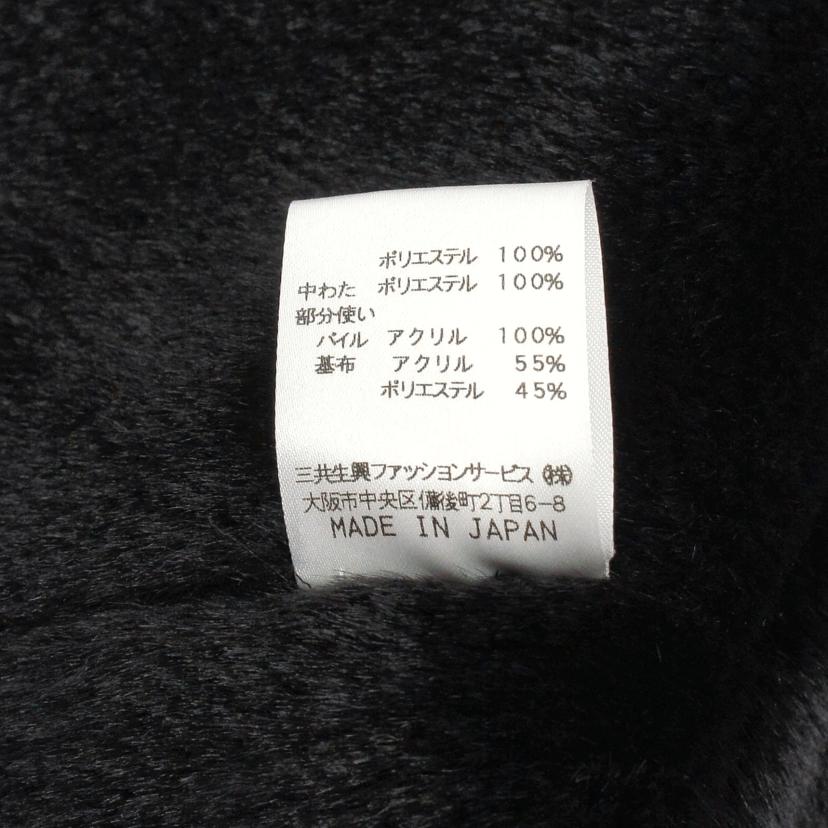 ポリエステル 100%
中わた ポリエステル 100%
部分使い
パイル アクリル 100%
基布 アクリル 55%
ポリエステル 45%
三共生興ファッションサービス ㈱
大阪市中央区備後町2丁目6-8
MADE IN JAPAN